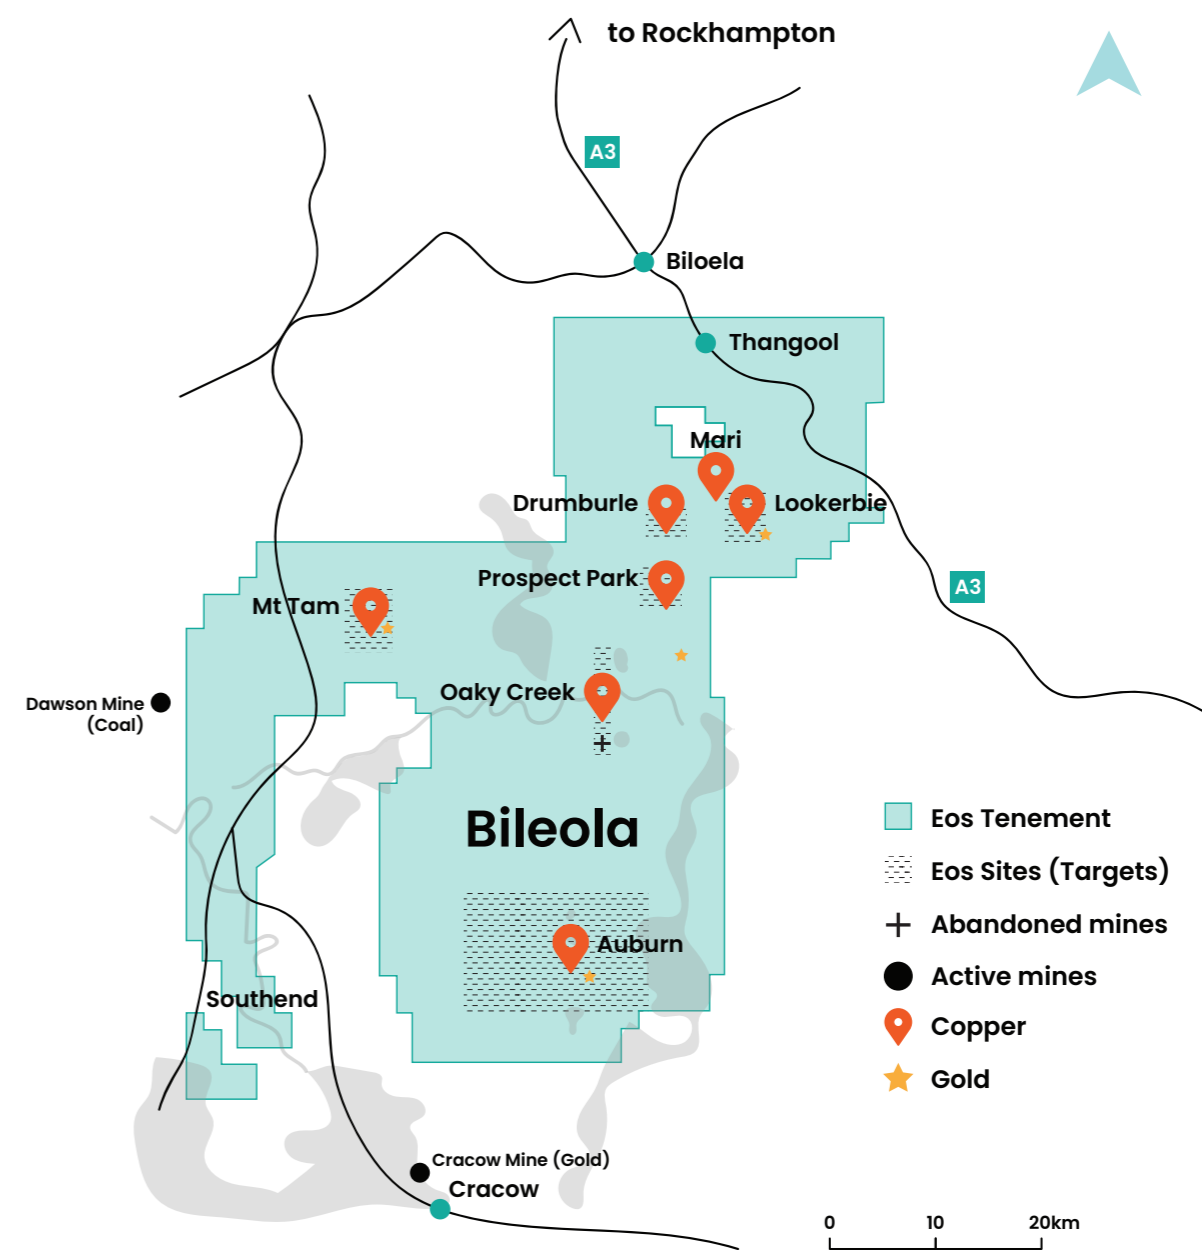 to Rockhampton
A3
Biloela
Thangool
Mari
Drumburle
Lookerbie
Prospect Park
A3
Mt Tam
Oaky Creek
Dawson Mine
(Coal)
Bileola
Eos Tenement
Eos Sites (Targets)
Abandoned mines
Active mines
Copper
Gold
Auburn
Southend
Cracow Mine (Gold)
Cracow
0 10 20km